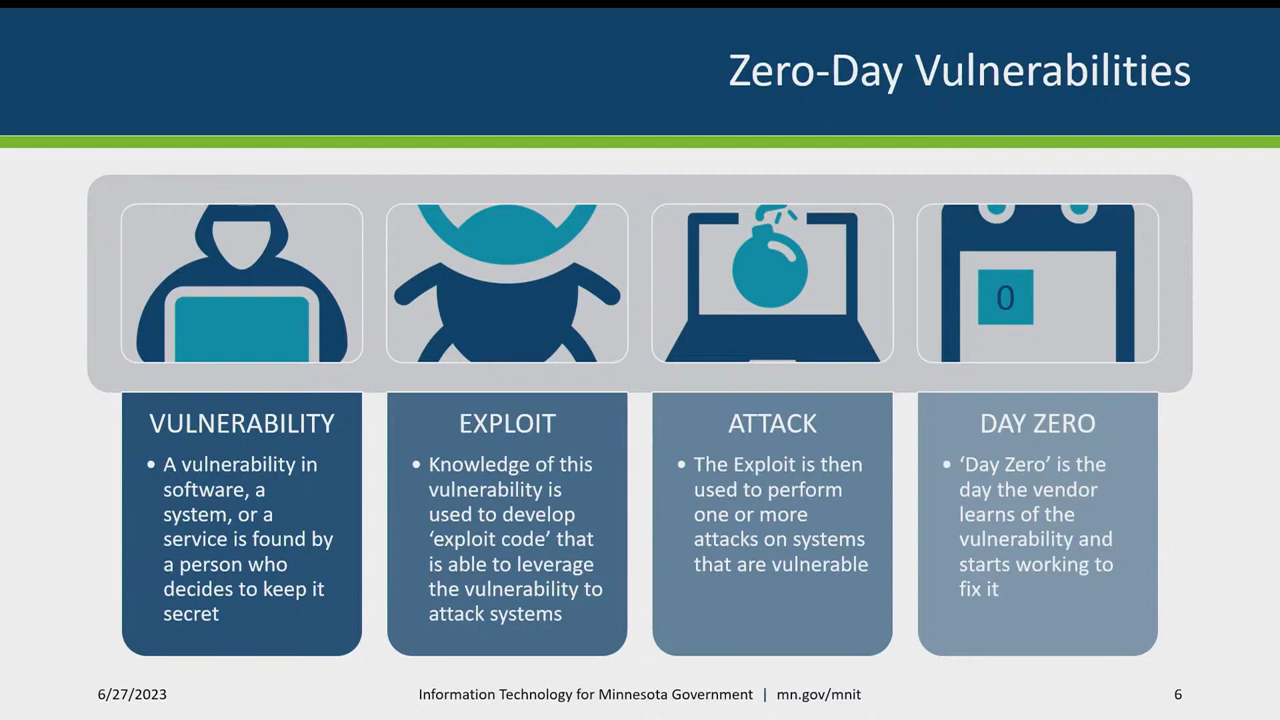 Zero-Day Vulnerabilities
0
VULNERABILITY
• A vulnerability in
software, a
system, or a
service is found by
a person who
decides to keep it
secret
EXPLOIT
• Knowledge of this
vulnerability is
used to develop
‘exploit code’ that
is able to leverage
the vulnerability to
attack systems
ATTACK
• The Exploit is then
used to perform
one or more
attacks on systems
that are vulnerable
DAY ZERO
• ‘Day Zero’ is the
day the vendor
learns of the
vulnerability and
starts working to
fix it
6/27/2023
Information Technology for Minnesota Government | mn.gov/mnit
6